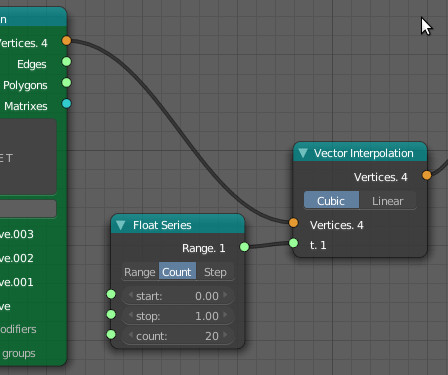 n
Vertices. 4
Edges
Polygons
Matrixes
E T
ve.003
ve.002
ve.001
ve
odifiers
groups
Float Series
Range. 1
Range Count Step
start: 0.00
stop: 1.00
count: 20
Vector Interpolation
Vertices. 4
Cubic Linear
Vertices. 4
t. 1